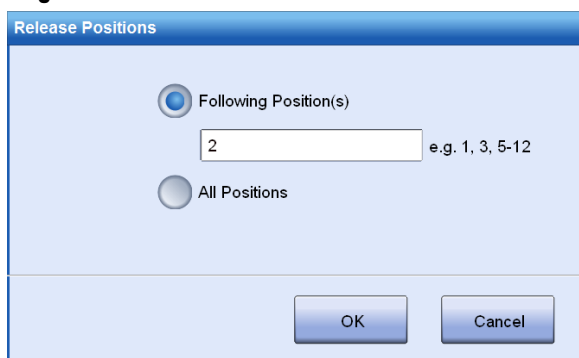 Release Positions
Following Position(s)
2 e.g. 1, 3, 5-12
All Positions
OK Cancel